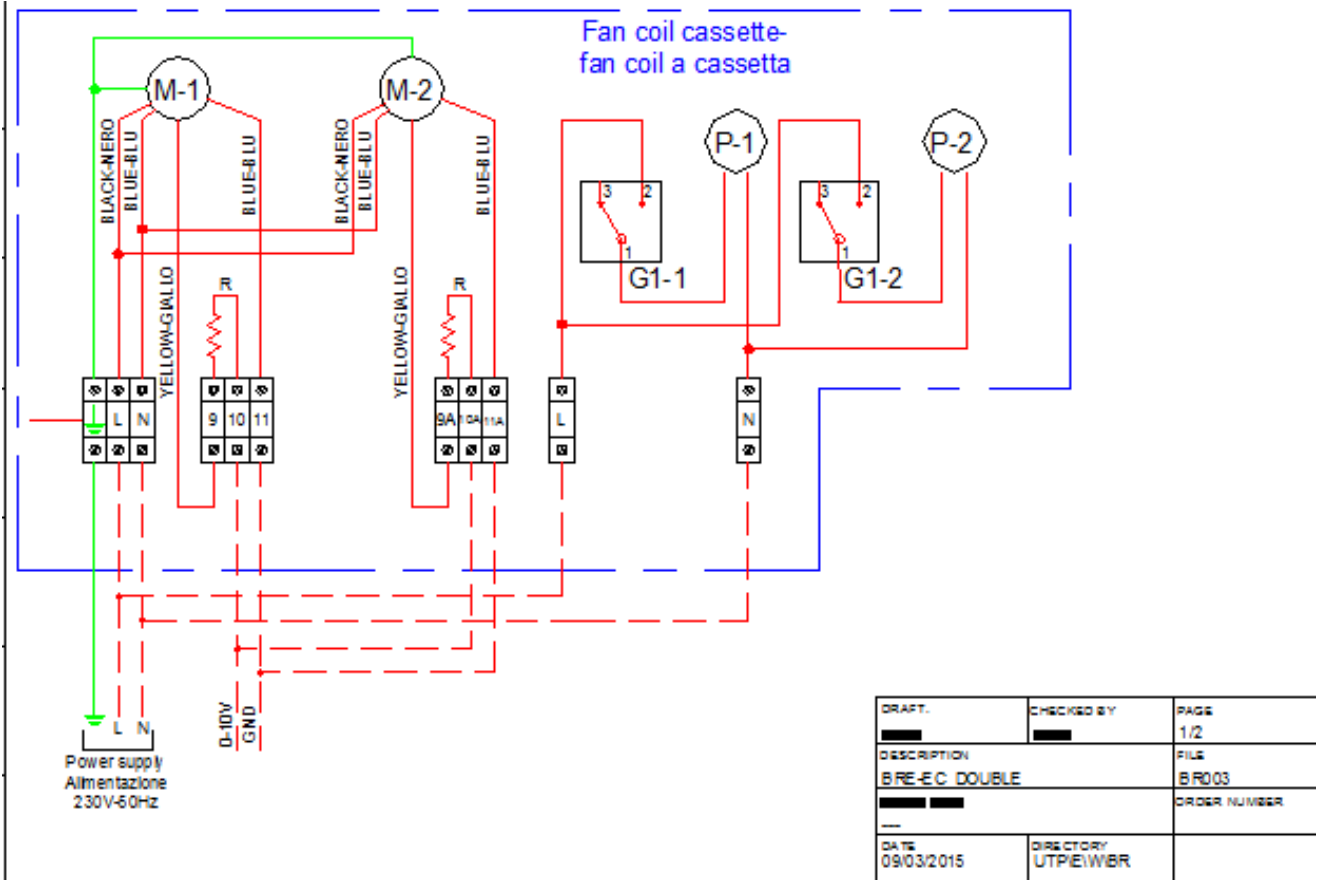 Fan coil cassette-
fan coil a cassetta
M-1
M-2
P-1
P-2
BLACK-NERO
BLUE-BLU
BLUE-BLU
BLACK-NERO
BLUE-BLU
BLUE-BLU
3 2
1
G1-1
3 2
1
G1-2
YELLOW-GIALLO
R
YELLOW-GIALLO
R
L N
9 10 11
9A 10A 11A
L
N
L N
0-10V
GND
Power supply
Alimentazione
230V-50Hz
DRAFT.
CHECKED BY
PAGE
1/2
DESCRIPTION
BRE-EC DOUBLE
FILE
BR003
---
ORDER NUMBER
DATE
09/03/2015
DIRECTORY
UTP\E\W\BR